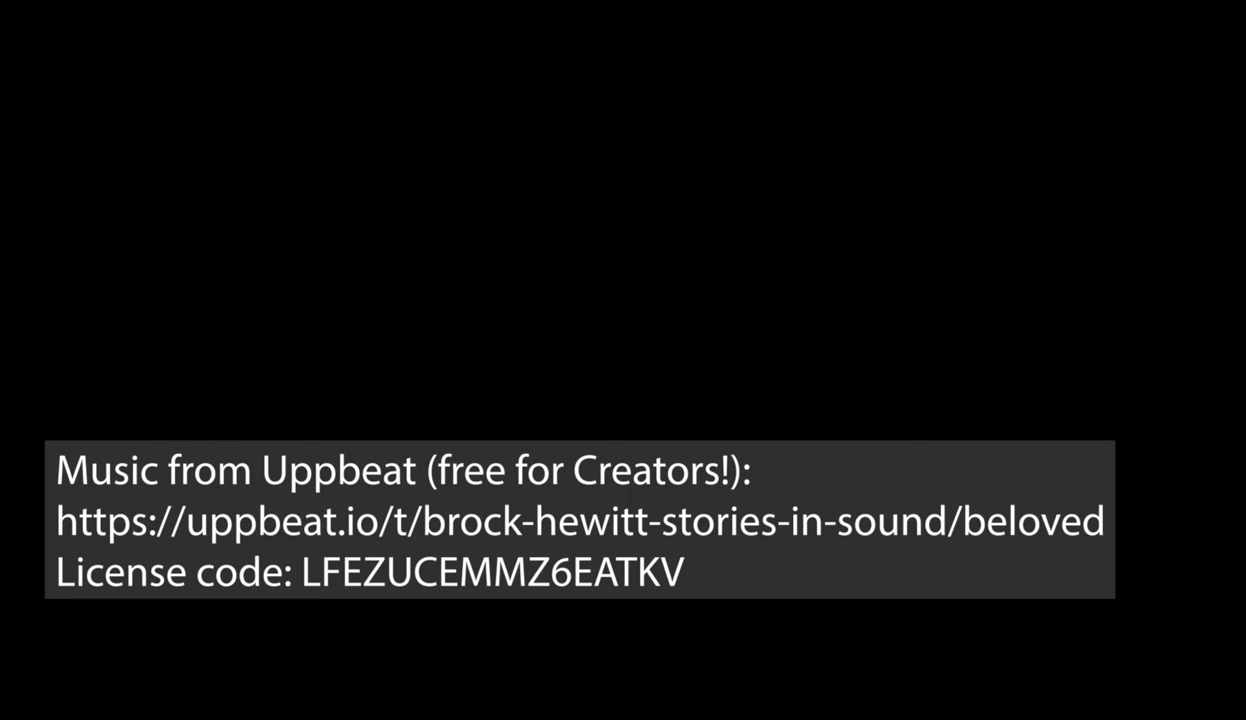 Music from Uppbeat (free for Creators!):
https://uppbeat.io/t/brock-hewitt-stories-in-sound/beloved
License code: LFEZUCEMMZ6EATKV